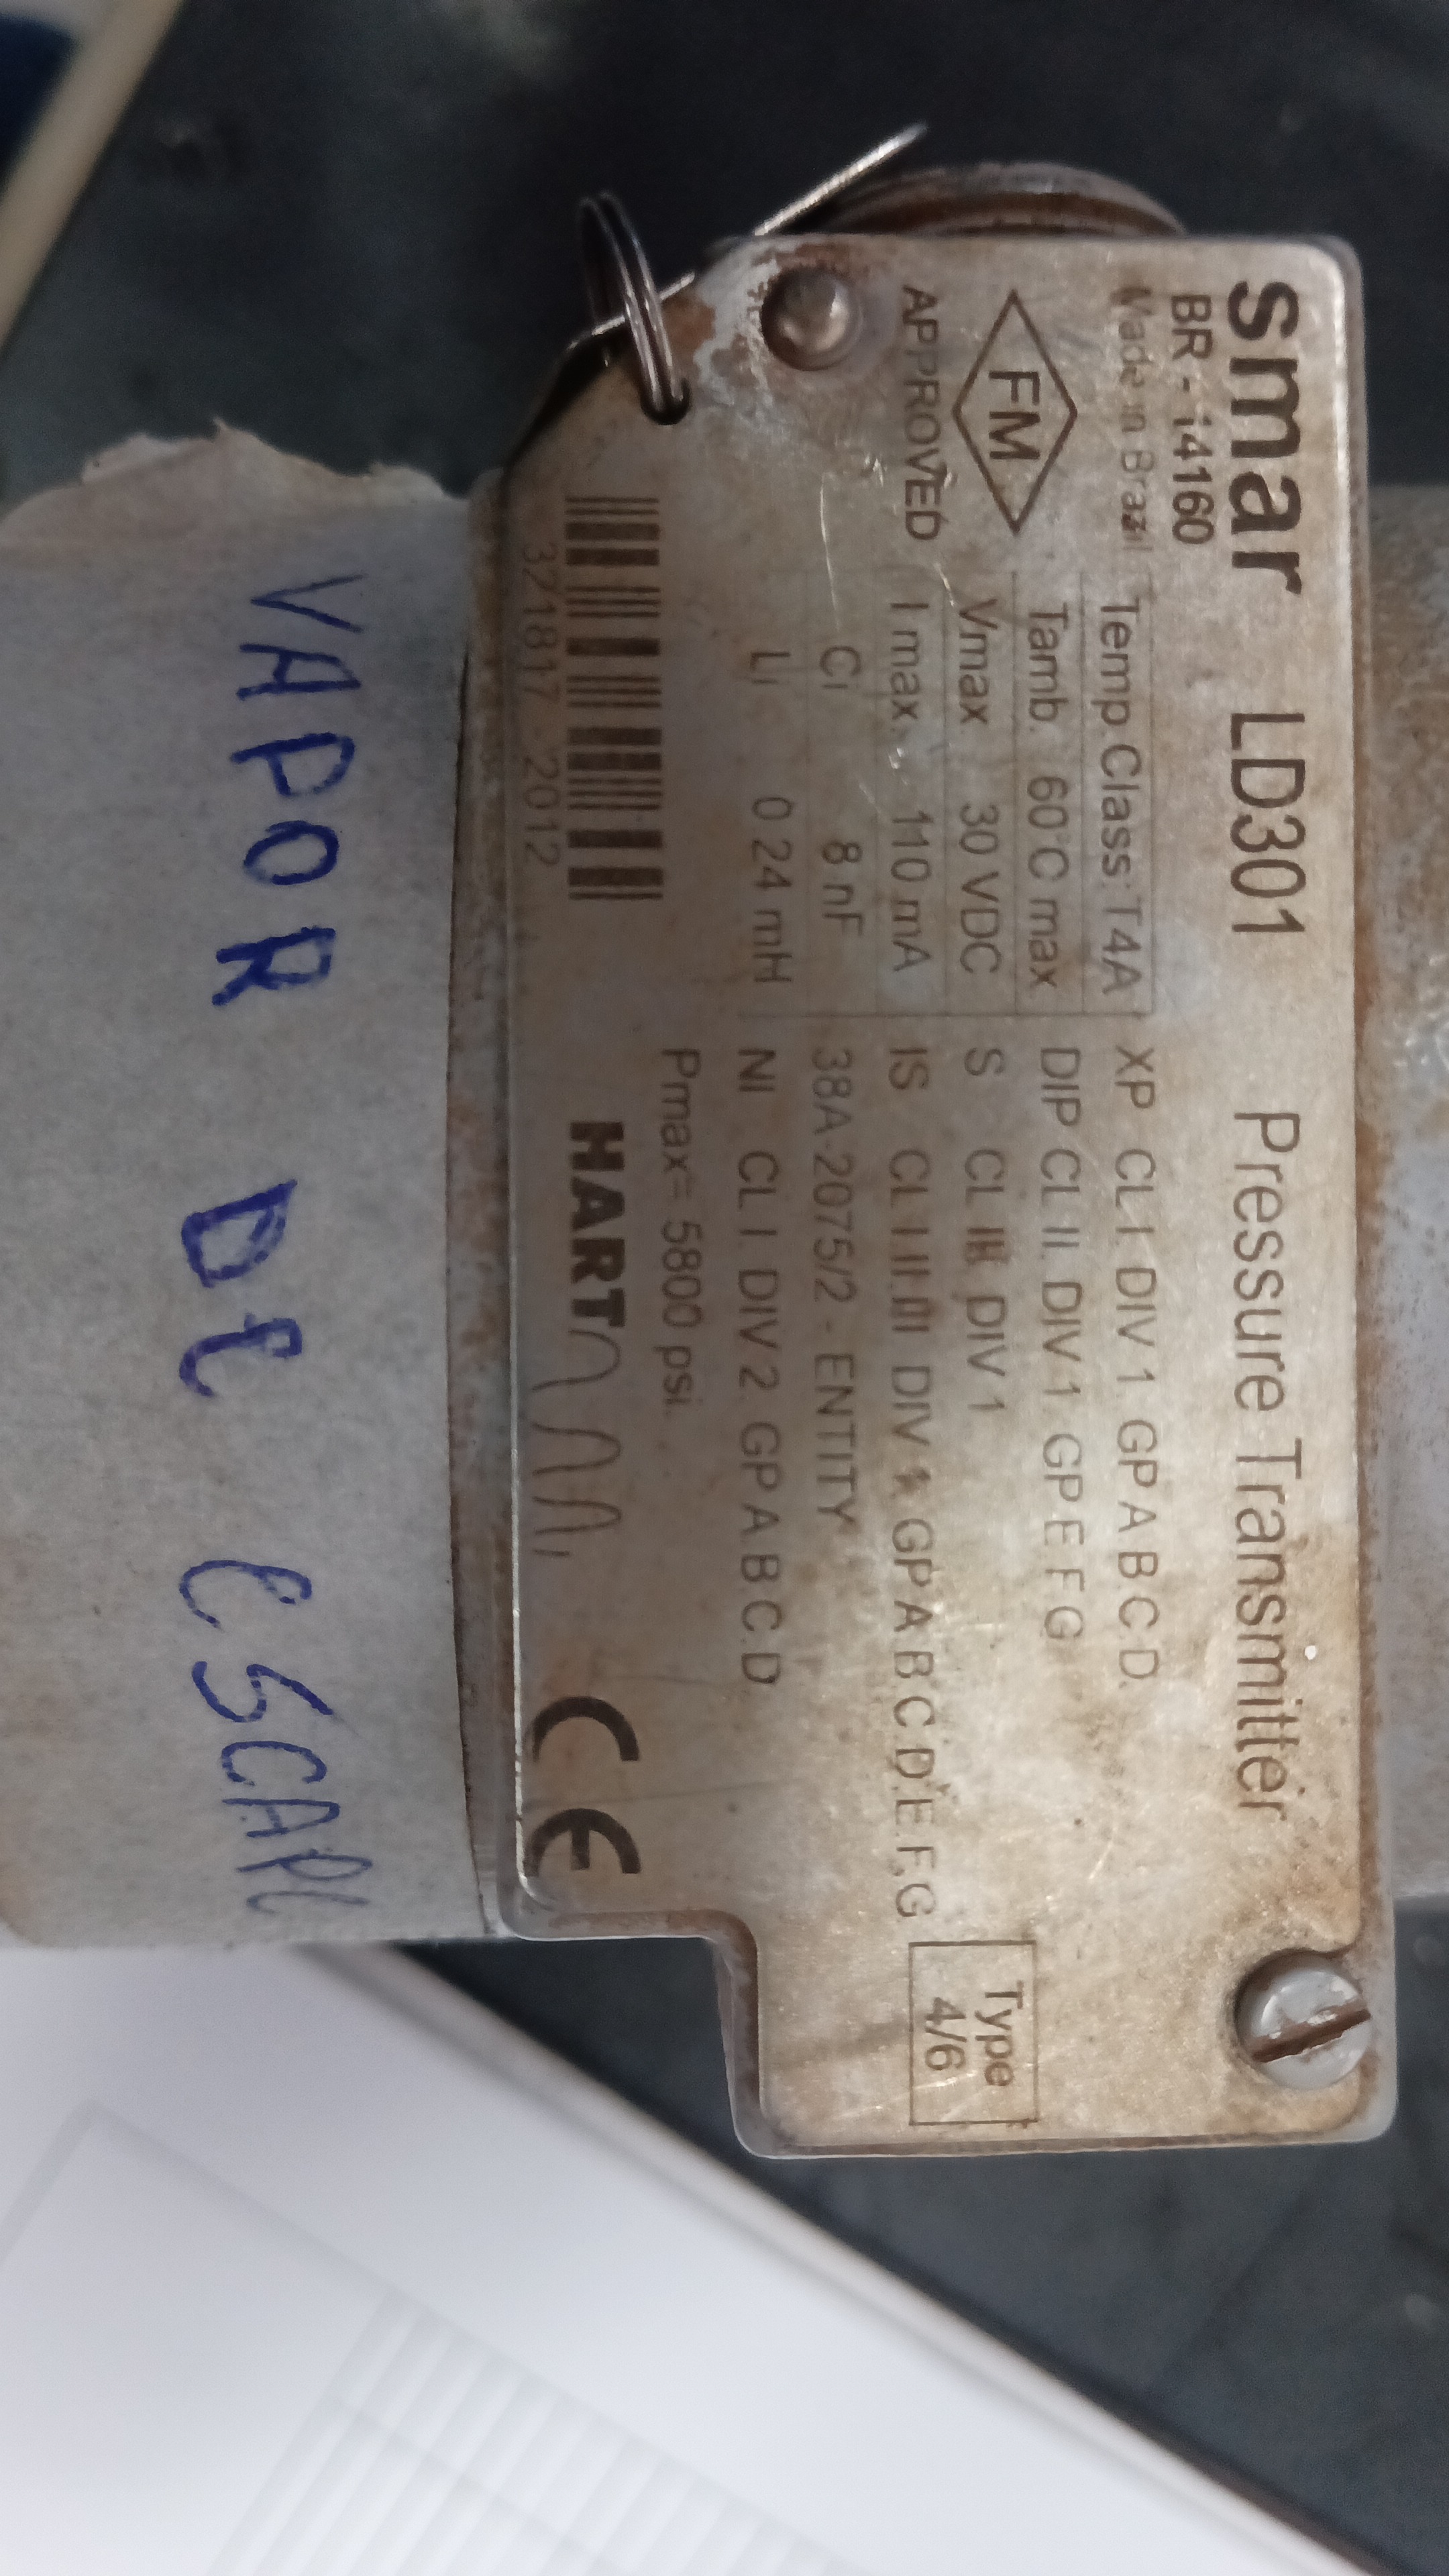 smar LD301 Pressure Transmitter
BR - 14160
Made in Brazil
FM
APPROVED
Temp.Class:T4A
Tamb. 60°C max
Vmax 30 VDC
I max. 110 mA
Ci 8 nF
Li 0 24 mH
XP CL I DIV 1, GP A B C D.
DIP CL II, DIV 1, GP E F G
S CL III, DIV 1
IS CL I,II,III DIV 1, GP A B C D,E,F,G
38A-2075/2 - ENTITY
NI CL I DIV 2, GP A B C,D
Pmax= 5800 psi.
Type
4/6
321817 2012
HART
CE
VAPOR DE ESCAPE